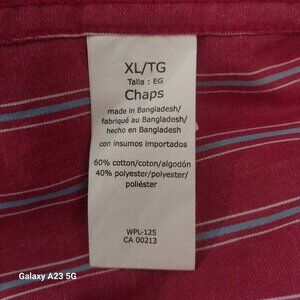 XL/TG
Talla : EG
Chaps
made in Bangladesh/
fabriqué au Bangladesh/
hecho en Bangladesh
con insumos importados
60% cotton/coton/algodón
40% polyester/polyester/
poliéster
WPL-125
CA 00213
Galaxy A23 5G